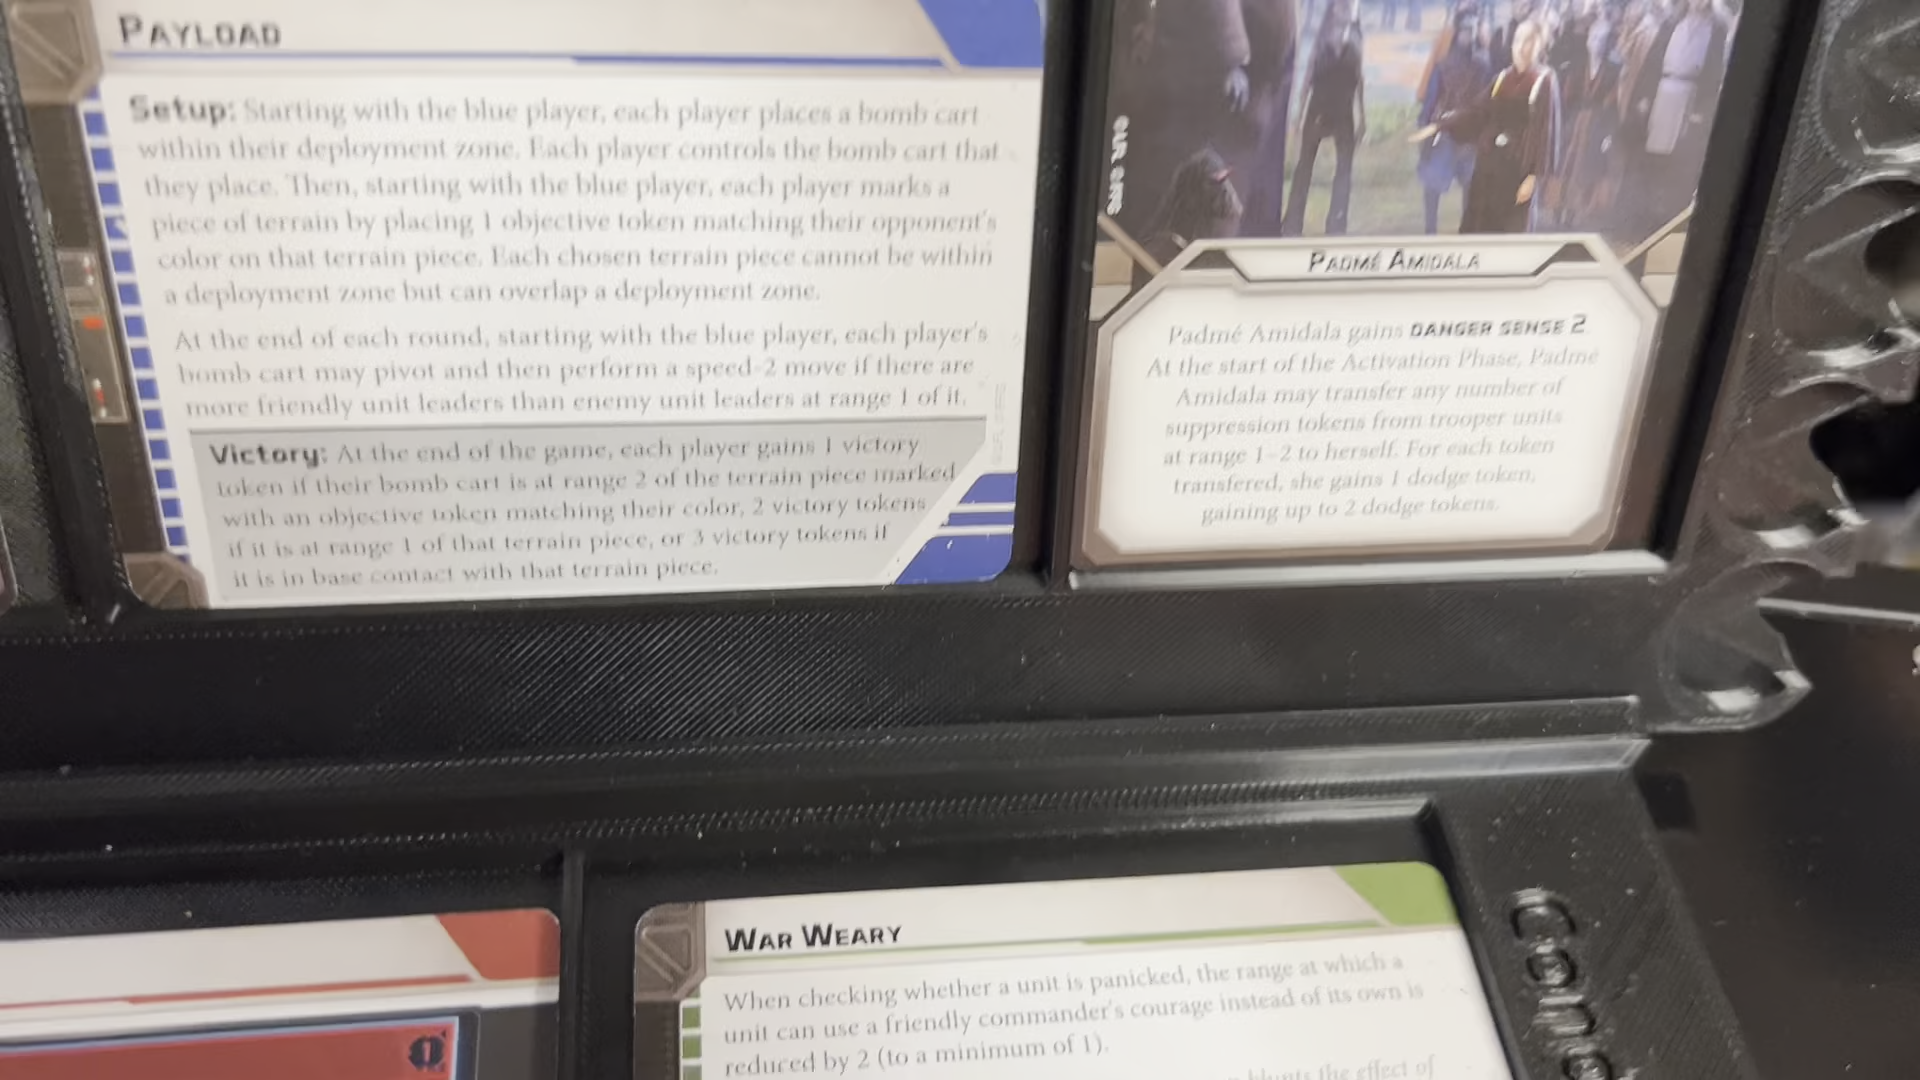 PAYLOAD
Setup: Starting with the blue player, each player places a bomb cart
within their deployment zone. Each player controls the bomb cart that
they place. Then, starting with the blue player, each player marks a
piece of terrain by placing 1 objective token matching their opponent's
color on that terrain piece. Each chosen terrain piece cannot be within
a deployment zone but can overlap a deployment zone.
At the end of each round, starting with the blue player, each player's
bomb cart may pivot and then perform a speed-2 move if there are
more friendly unit leaders than enemy unit leaders at range 1 of it.
Victory: At the end of the game, each player gains 1 victory
token if their bomb cart is at range 2 of the terrain piece marked
with an objective token matching their color, 2 victory tokens
if it is at range 1 of that terrain piece, or 3 victory tokens if
it is in base contact with that terrain piece.
©LFL ©FFG
PADMÉ AMIDALA
Padmé Amidala gains DANGER SENSE 2.
At the start of the Activation Phase, Padmé
Amidala may transfer any number of
suppression tokens from trooper units
at range 1–2 to herself. For each token
transfered, she gains 1 dodge token,
gaining up to 2 dodge tokens.
WAR WEARY
When checking whether a unit is panicked, the range at which a
unit can use a friendly commander's courage instead of its own is
reduced by 2 (to a minimum of 1).
blunts the effect of
Cond